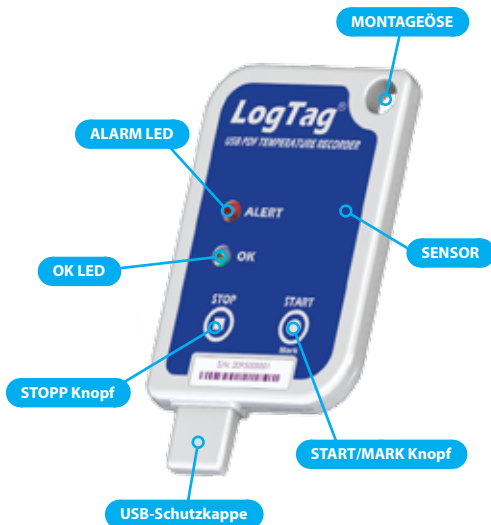 MONTAGEÖSE
LogTag®
USB PDF TEMPERATURE RECORDER
ALARM LED
ALERT
SENSOR
OK
OK LED
STOP
START
Mark
STOPP Knopf
START/MARK Knopf
USB-Schutzkappe